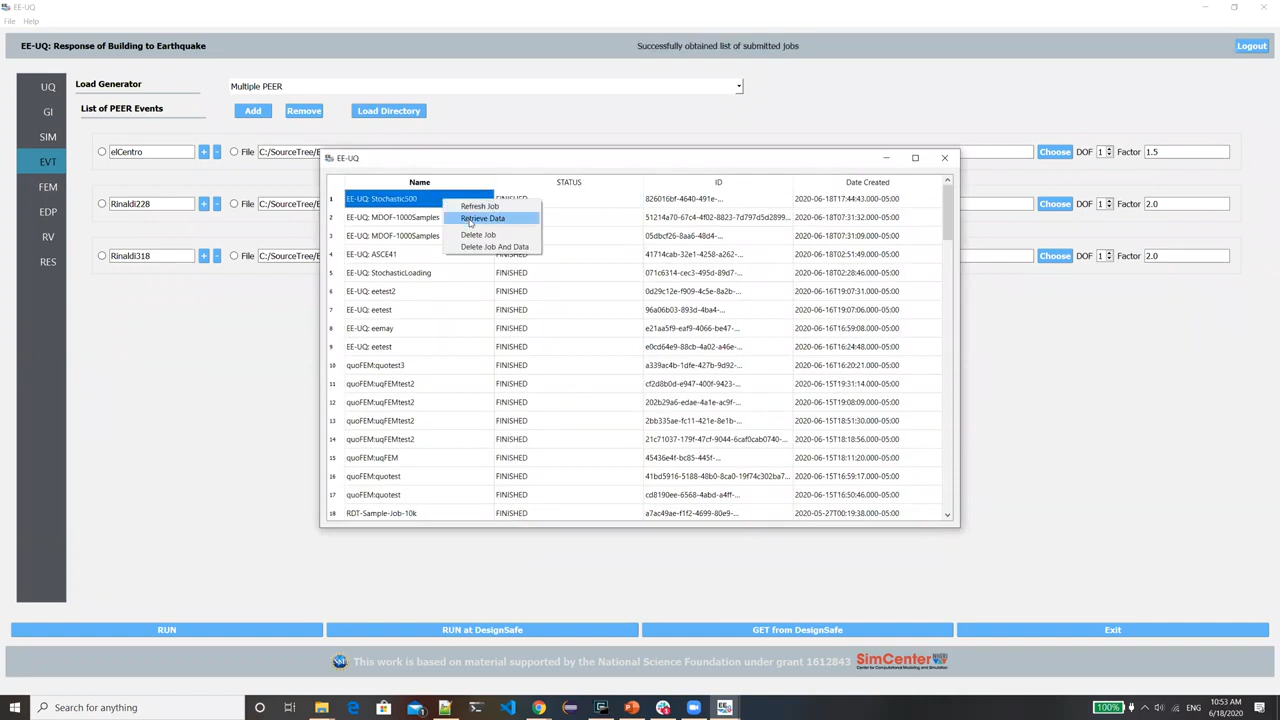 EE-UQ
File Help
EE-UQ: Response of Building to Earthquake Successfully obtained list of submitted jobs Logout
UQ Load Generator Multiple PEER
GI List of PEER Events Add Remove Load Directory
SIM
EVT
FEM
EDP
RV
RES
elCentro + - File C:/SourceTree/E Choose DOF 1 Factor 1.5
Rinaldi228 + - File C:/SourceTree/E Choose DOF 1 Factor 2.0
Rinaldi318 + - File C:/SourceTree/E Choose DOF 1 Factor 2.0
EE-UQ
Name STATUS ID Date Created
1 EE-UQ: Stochastic500 FINISHED 826016bf-4640-491e-... 2020-06-18T17:44:43.000-05:00
2 EE-UQ: MDOF-1000Samples 51214a70-67c4-4f02-8823-7d797d5d2899... 2020-06-18T07:31:32.000-05:00
3 EE-UQ: MDOF-1000Samples 05dbcf26-8aa6-48d4-... 2020-06-18T07:31:02.000-05:00
4 EE-UQ: ASCE41 FINISHED 41714cab-32e1-4258-a262-... 2020-06-18T02:51:53.000-05:00
5 EE-UQ: StochasticLoading FINISHED 071c6314-cec3-495d-89d7-... 2020-06-18T02:28:46.000-05:00
6 EE-UQ: eetest2 FINISHED 0d29c12e-f909-4c5e-8a2b-... 2020-06-16T19:07:31.000-05:00
7 EE-UQ: eetest FINISHED 96a06b03-893d-4ba4-... 2020-06-16T19:07:06.000-05:00
8 EE-UQ: eemay FINISHED e21aa5f9-eaf9-4066-be47-... 2020-06-16T16:59:08.000-05:00
9 EE-UQ: eetest FINISHED e0cd64e9-88cb-4a02-a46e-... 2020-06-16T16:24:48.000-05:00
10 quoFEM:quotest3 FINISHED a339ac4b-1dfe-427b-9d92-... 2020-06-16T16:20:21.000-05:00
11 quoFEM:uqFEMtest2 FINISHED cf2d8b0d-e947-400f-9423-... 2020-06-15T19:31:14.000-05:00
12 quoFEM:uqFEMtest2 FINISHED 202b29a6-edae-4a1e-ac9f-... 2020-06-15T19:08:09.000-05:00
13 quoFEM:uqFEMtest2 FINISHED 2bb335ae-fc11-421e-8e1b-... 2020-06-15T18:51:30.000-05:00
14 quoFEM:uqFEMtest2 FINISHED 21c71037-179f-47cf-9044-6caf0cab0740-... 2020-06-15T18:18:56.000-05:00
15 quoFEM:uqFEM FINISHED 45436e4f-bc85-445f-... 2020-06-15T18:11:20.000-05:00
16 quoFEM:quotest FINISHED 41bd5916-5188-48b0-8ca0-19f74c302ba7... 2020-06-15T16:59:17.000-05:00
17 quoFEM:quotest FINISHED cd8190ee-6568-4abd-a4ff-... 2020-06-15T16:50:46.000-05:00
18 RDT-Sample-Job-10k FINISHED a7ac49ae-f1f2-4699-80e9-... 2020-05-27T00:19:38.000-05:00
Refresh Job
Retrieve Data
Delete Job
Delete Job And Data
RUN RUN at DesignSafe GET from DesignSafe Exit
This work is based on material supported by the National Science Foundation under grant 1612843 SimCenter
Center for Computational Modeling and Simulation
Search for anything 100% ENG 10:53 AM
6/18/2020